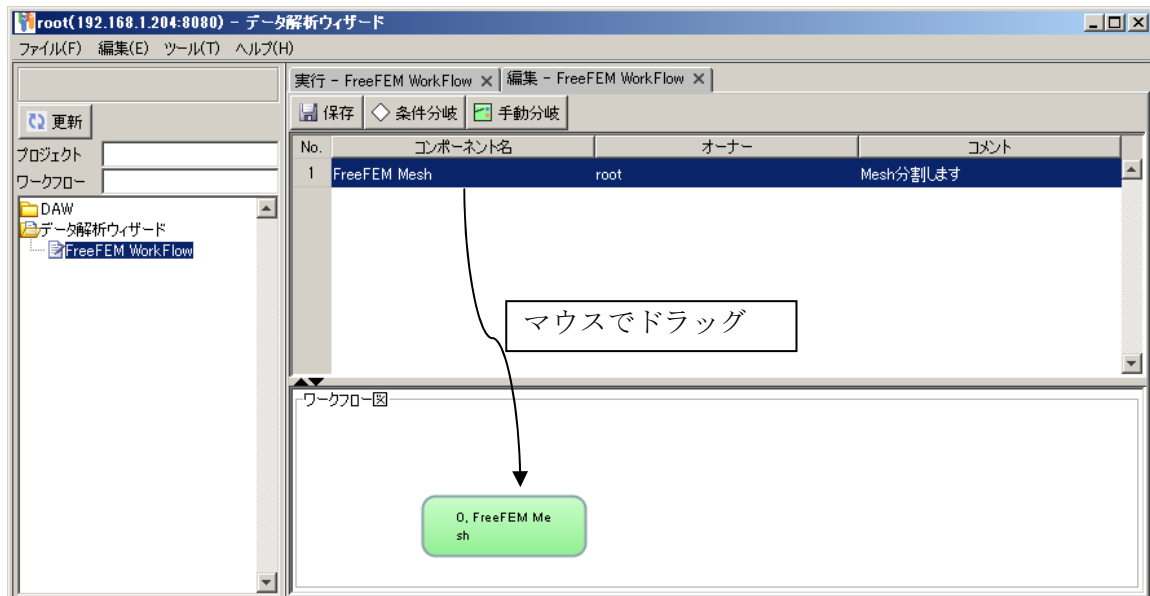 root(192.168.1.204:8080) - データ解析ウィザード
ファイル(F) 編集(E) ツール(T) ヘルプ(H)
更新
プロジェクト
ワークフロー
DAW
データ解析ウィザード
FreeFEM WorkFlow
実行 - FreeFEM WorkFlow × 編集 - FreeFEM WorkFlow ×
保存 条件分岐 手動分岐
No. コンポーネント名 オーナー コメント
1 FreeFEM Mesh root Mesh分割します
マウスでドラッグ
ワークフロー図
0, FreeFEM Me
sh